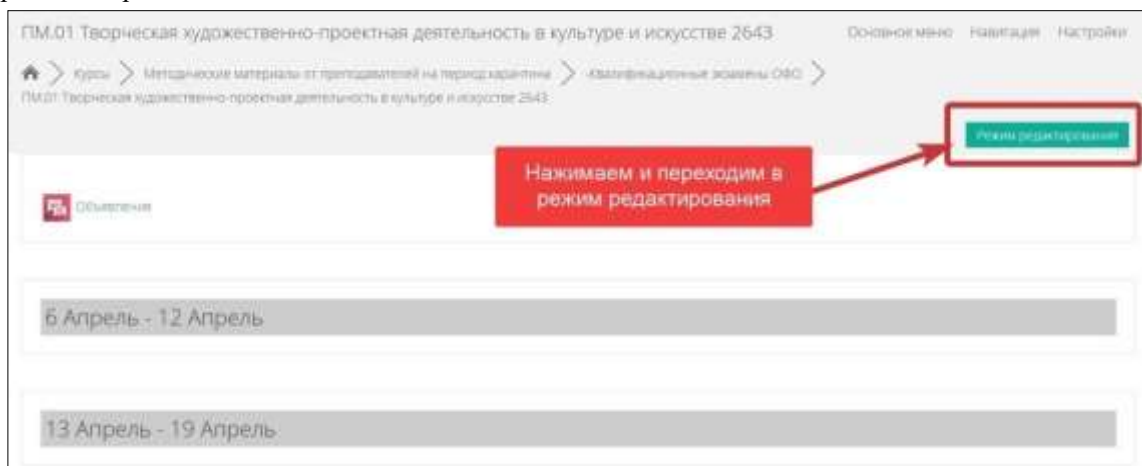 ПМ.01 Творческая художественно-проектная деятельность в культуре и искусстве 2643
Основное меню Навигация Настройки
Курсы Методические материалы от преподавателей на период карантина Квалификационные экзамены ОФО
ПМ.01 Творческая художественно-проектная деятельность в культуре и искусстве 2643
Режим редактирования
Нажимаем и переходим в
режим редактирования
Объявления
6 Апрель - 12 Апрель
13 Апрель - 19 Апрель